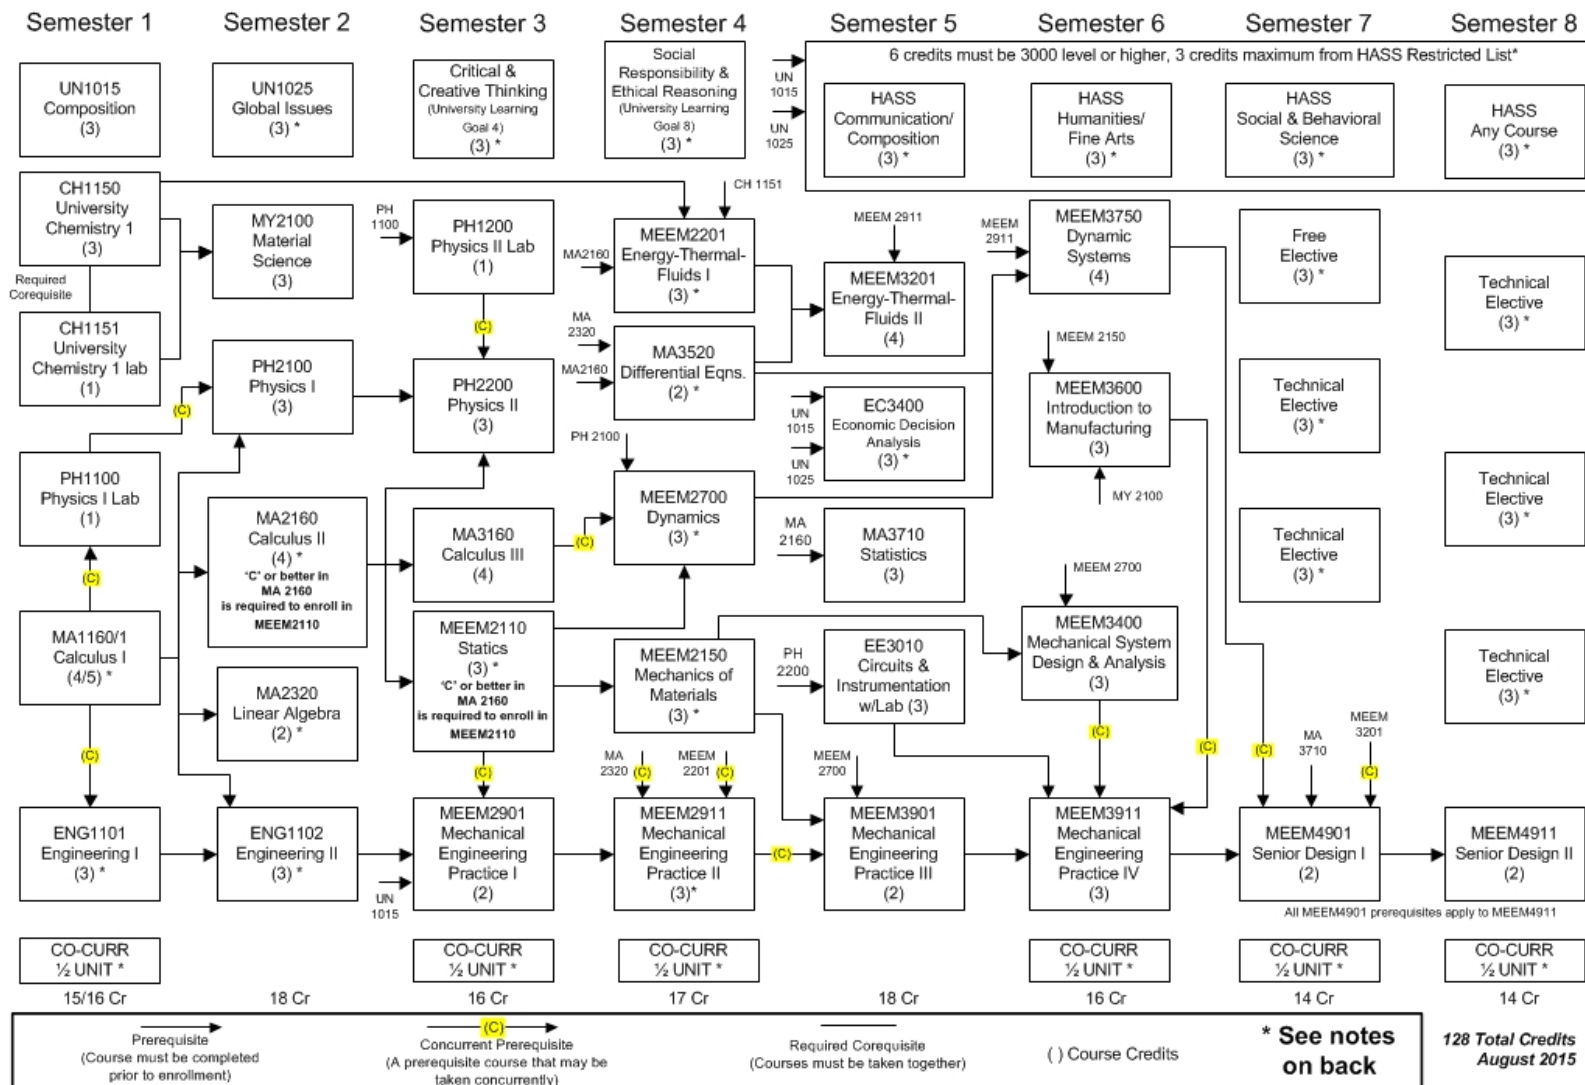 Semester 1
Semester 2
Semester 3
Semester 4
Semester 5
Semester 6
Semester 7
Semester 8
UN1015
Composition
(3)
UN1025
Global Issues
(3) *
Critical &
Creative Thinking
(University Learning
Goal 4)
(3) *
Social
Responsibility &
Ethical Reasoning
(University Learning
Goal 8)
(3) *
6 credits must be 3000 level or higher, 3 credits maximum from HASS Restricted List*
UN
1015
UN
1025
HASS
Communication/
Composition
(3) *
HASS
Humanities/
Fine Arts
(3) *
HASS
Social & Behavioral
Science
(3) *
HASS
Any Course
(3) *
CH1150
University
Chemistry 1
(3)
Required
Corequisite
CH1151
University
Chemistry 1 lab
(1)
(C)
PH1100
Physics I Lab
(1)
(C)
MA1160/1
Calculus I
(4/5) *
(C)
ENG1101
Engineering I
(3) *
CO-CURR
½ UNIT *
15/16 Cr
MY2100
Material
Science
(3)
PH2100
Physics I
(3)
MA2160
Calculus II
(4) *
‘C’ or better in
MA 2160
is required to enroll in
MEEM2110
MA2320
Linear Algebra
(2) *
ENG1102
Engineering II
(3) *
18 Cr
PH
1100
PH1200
Physics II Lab
(1)
(C)
PH2200
Physics II
(3)
MA3160
Calculus III
(4)
(C)
MEEM2110
Statics
(3) *
‘C’ or better in
MA 2160
is required to enroll in
MEEM2110
(C)
UN
1015
MEEM2901
Mechanical
Engineering
Practice I
(2)
CO-CURR
½ UNIT *
16 Cr
CH 1151
MA2160
MEEM2201
Energy-Thermal-
Fluids I
(3) *
MA
2320
MA2160
MA3520
Differential Eqns.
(2) *
PH 2100
MEEM2700
Dynamics
(3) *
MEEM2150
Mechanics of
Materials
(3) *
MA
2320
(C)
MEEM
2201
(C)
MEEM2911
Mechanical
Engineering
Practice II
(3)*
(C)
CO-CURR
½ UNIT *
17 Cr
MEEM 2911
MEEM3201
Energy-Thermal-
Fluids II
(4)
UN
1015
UN
1025
EC3400
Economic Decision
Analysis
(3) *
MA
2160
MA3710
Statistics
(3)
PH
2200
EE3010
Circuits &
Instrumentation
w/Lab (3)
MEEM
2700
MEEM3901
Mechanical
Engineering
Practice III
(2)
18 Cr
MEEM
2911
MEEM3750
Dynamic
Systems
(4)
MEEM 2150
MEEM3600
Introduction to
Manufacturing
(3)
MY 2100
MEEM 2700
MEEM3400
Mechanical System
Design & Analysis
(3)
(C)
(C)
MEEM3911
Mechanical
Engineering
Practice IV
(3)
CO-CURR
½ UNIT *
16 Cr
Free
Elective
(3) *
Technical
Elective
(3) *
Technical
Elective
(3) *
(C)
MA
3710
MEEM
3201
(C)
MEEM4901
Senior Design I
(2)
CO-CURR
½ UNIT *
14 Cr
Technical
Elective
(3) *
Technical
Elective
(3) *
Technical
Elective
(3) *
MEEM4911
Senior Design II
(2)
All MEEM4901 prerequisites apply to MEEM4911
CO-CURR
½ UNIT *
14 Cr
Prerequisite
(Course must be completed
prior to enrollment)
(C)
Concurrent Prerequisite
(A prerequisite course that may be
taken concurrently)
Required Corequisite
(Courses must be taken together)
( ) Course Credits
* See notes
on back
128 Total Credits
August 2015